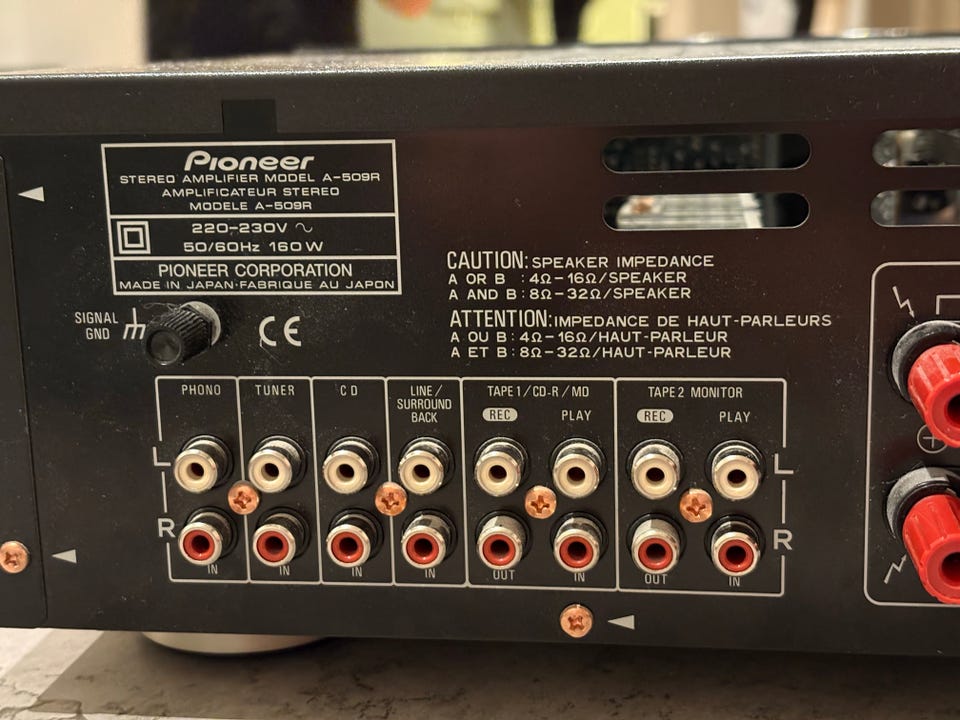 Pioneer
STEREO AMPLIFIER MODEL A-509R
AMPLIFICATEUR STEREO
MODELE A-509R
220-230V ~
50/60Hz 160 W
PIONEER CORPORATION
MADE IN JAPAN·FABRIQUE AU JAPON
SIGNAL
GND
CE
CAUTION: SPEAKER IMPEDANCE
A OR B : 4Ω-16Ω/SPEAKER
A AND B : 8Ω-32Ω/SPEAKER
ATTENTION: IMPEDANCE DE HAUT-PARLEURS
A OU B : 4Ω-16Ω/HAUT-PARLEUR
A ET B : 8Ω-32Ω/HAUT-PARLEUR
PHONO
TUNER
CD
LINE/
SURROUND
BACK
TAPE 1/CD-R/MD
REC
PLAY
TAPE 2 MONITOR
REC
PLAY
L
L
R
R
IN
IN
IN
IN
OUT
IN
OUT
IN
+